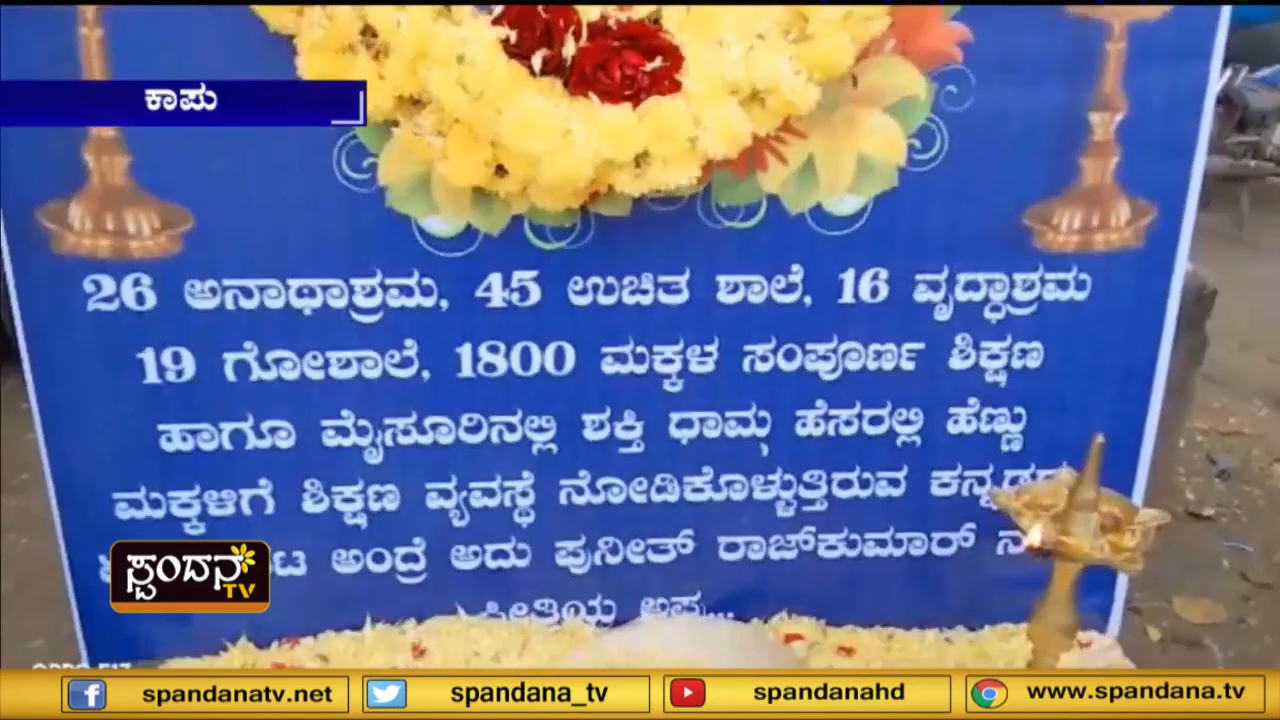 ಕಾಪು
26 ಅನಾಥಾಶ್ರಮ, 45 ಉಚಿತ ಶಾಲೆ, 16 ವೃದ್ಧಾಶ್ರಮ
19 ಗೋಶಾಲೆ, 1800 ಮಕ್ಕಳ ಸಂಪೂರ್ಣ ಶಿಕ್ಷಣ
ಹಾಗೂ ಮೈಸೂರಿನಲ್ಲಿ ಶಕ್ತಿ ಧಾಮ ಹೆಸರಲ್ಲಿ ಹೆಣ್ಣು
ಮಕ್ಕಳಿಗೆ ಶಿಕ್ಷಣ ವ್ಯವಸ್ಥೆ ನೋಡಿಕೊಳ್ಳುತ್ತಿರುವ
ಅಂದ್ರೆ ಅದು ಪುನೀತ್ ರಾಜ್‌ಕುಮಾರ್
ಪ್ರೀತಿಯ ಅಪ್ಪು...
ಸ್ಪಂದನ TV
spandanatv.net spandana_tv spandanahd www.spandana.tv